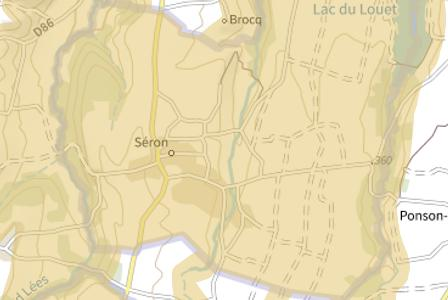 D86
Brocq
Lac du Louet
Séron
360
Ponson-
d Lées